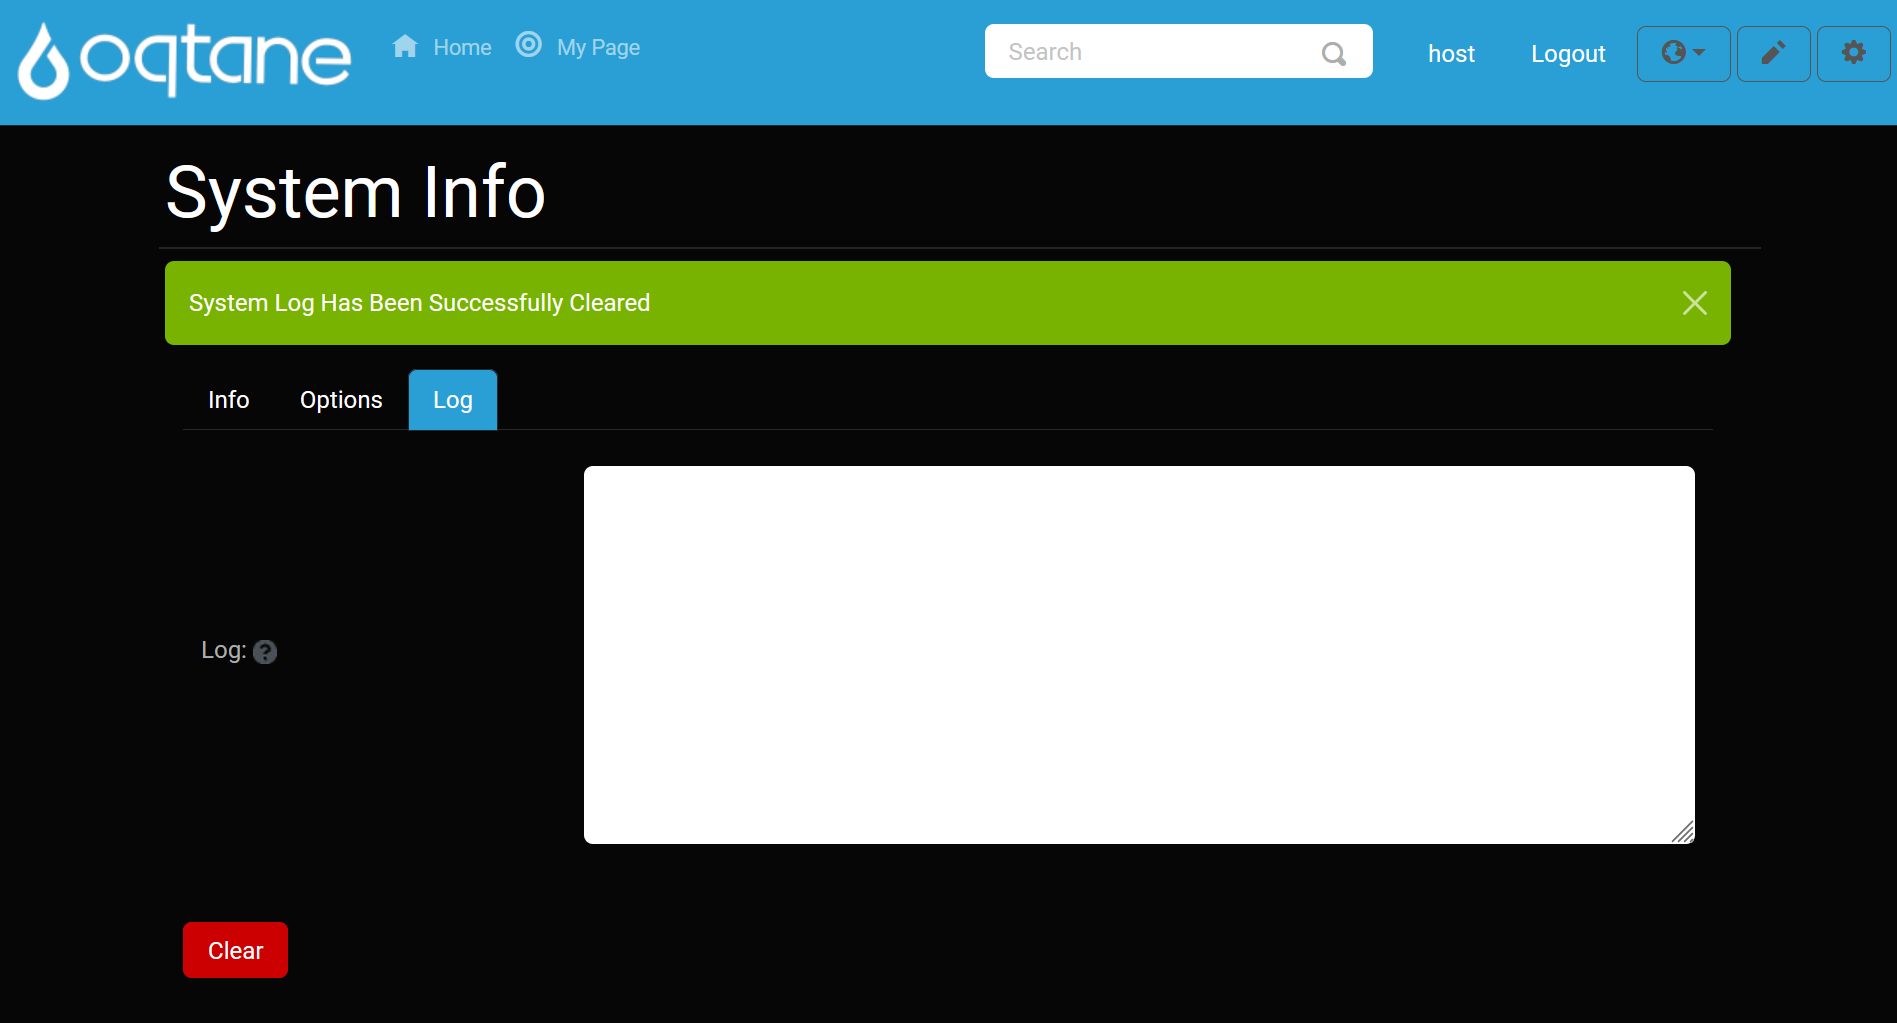 oqtane
Home
My Page
Search
host
Logout
System Info
System Log Has Been Successfully Cleared
Info
Options
Log
Log: ?
Clear